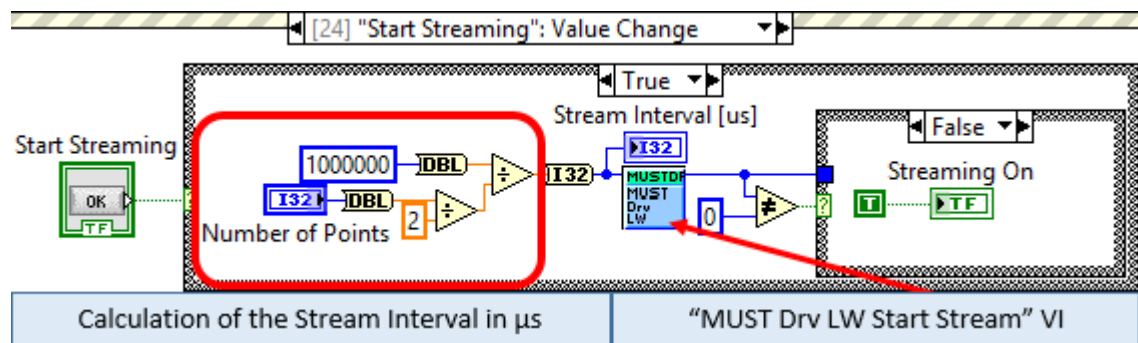 [24] "Start Streaming": Value Change
True
Stream Interval [us]
False
Start Streaming
1000000
DBL
I32
I32
MUSTDR
Streaming On
OK
I32
DBL
MUST
Drv
LW
T
TF
TF
Number of Points
2
0
?
Calculation of the Stream Interval in µs
“MUST Drv LW Start Stream” VI